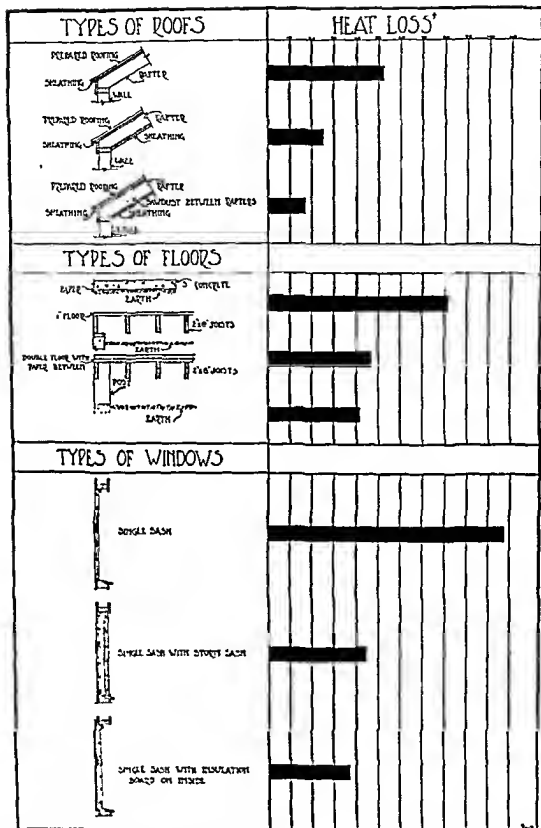 TYPES OF ROOFS
HEAT LOSS
PREPARED ROOFING
SHEATHING
RAFTER
WALL
PREPARED ROOFING
RAFTER
SHEATHING
SHEATHING
WALL
PREPARED ROOFING
RAFTER
SAWDUST BETWEEN RAFTERS
SHEATHING
SHEATHING
TYPES OF FLOORS
CONCRETE
EARTH
FLOOR
JOISTS
EARTH
DOUBLE FLOOR WITH
PAPER BETWEEN
JOISTS
EARTH
TYPES OF WINDOWS
SINGLE SASH
SINGLE SASH WITH STORM SASH
SINGLE SASH WITH INSULATION
BOARD ON INSIDE